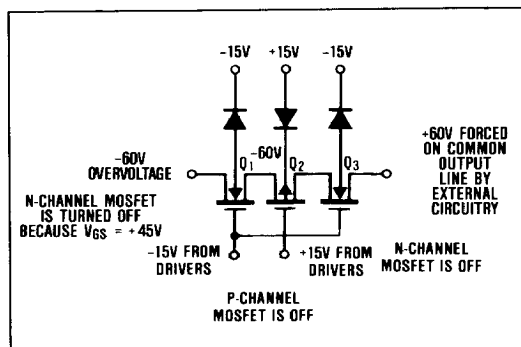 -15V
+15V
-15V
-60V
OVERVOLTAGE
Q1
-60V
Q2
Q3
+60V FORCED
ON COMMON
OUTPUT
LINE BY
EXTERNAL
CIRCUITRY
N-CHANNEL MOSFET
IS TURNED OFF
BECAUSE VGS = +45V
-15V FROM
DRIVERS
+15V FROM
DRIVERS
N-CHANNEL
MOSFET IS OFF
P-CHANNEL
MOSFET IS OFF